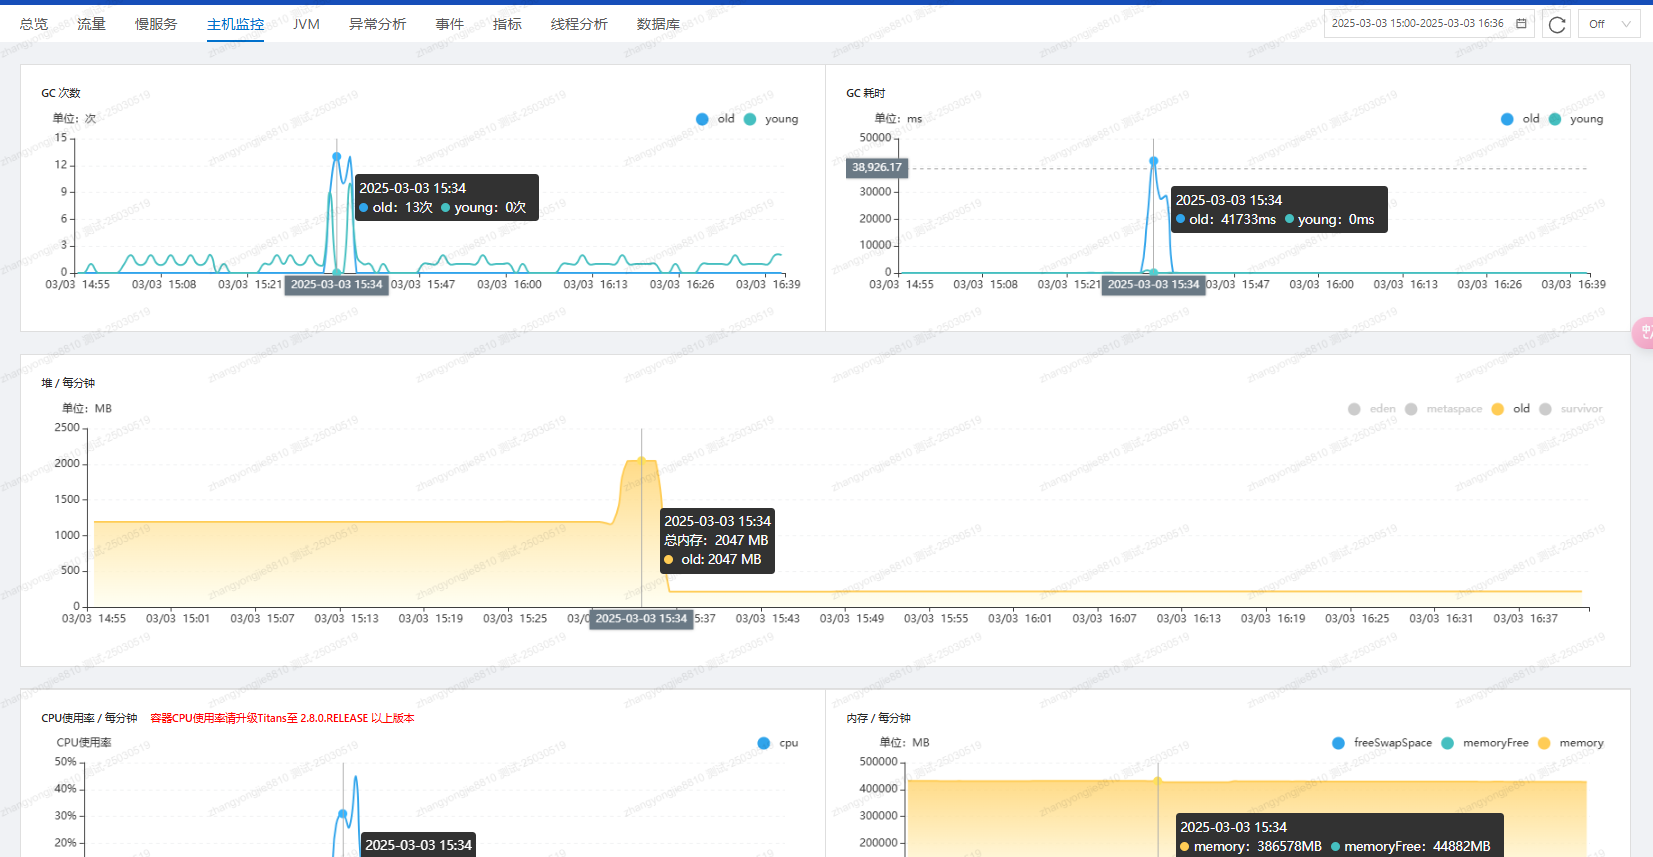 总览 流量 慢服务 主机监控 JVM 异常分析 事件 指标 线程分析 数据库
2025-03-03 15:00-2025-03-03 16:36 Off
GC 次数
单位：次
old young
15
12
9
6
3
0
2025-03-03 15:34
old：13次 young：0次
03/03 14:55 03/03 15:08 03/03 15:21 2025-03-03 15:34 03/03 15:47 03/03 16:00 03/03 16:13 03/03 16:26 03/03 16:39
GC 耗时
单位：ms
old young
50000
38,926.17
30000
20000
10000
0
2025-03-03 15:34
old：41733ms young：0ms
03/03 14:55 03/03 15:08 03/03 15:21 2025-03-03 15:34 03/03 15:47 03/03 16:00 03/03 16:13 03/03 16:26 03/03 16:39
堆 / 每分钟
单位：MB
eden metaspace old survivor
2500
2000
1500
1000
500
0
2025-03-03 15:34
总内存：2047 MB
old: 2047 MB
03/03 14:55 03/03 15:01 03/03 15:07 03/03 15:13 03/03 15:19 03/03 15:25 03/0 2025-03-03 15:34 5:37 03/03 15:43 03/03 15:49 03/03 15:55 03/03 16:01 03/03 16:07 03/03 16:13 03/03 16:19 03/03 16:25 03/03 16:31 03/03 16:37
CPU使用率 / 每分钟 容器CPU使用率请升级Titans至 2.8.0.RELEASE 以上版本
CPU使用率
cpu
50%
40%
30%
20%
2025-03-03 15:34
内存 / 每分钟
单位：MB
freeSwapSpace memoryFree memory
500000
400000
300000
200000
2025-03-03 15:34
memory：386578MB memoryFree：44882MB
zhangyongjie8810 测试-25030519